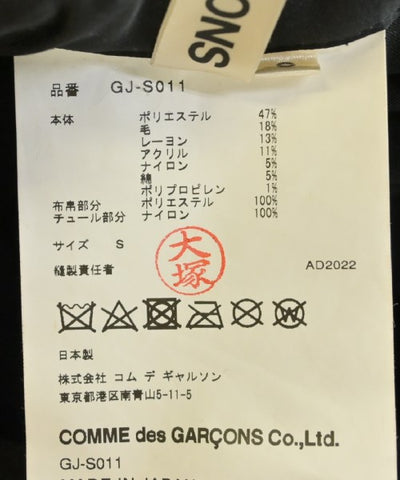 SNO
品番 GJ-S011
本体 ポリエステル 47%
毛 18%
レーヨン 13%
アクリル 11%
ナイロン 5%
綿 5%
ポリプロピレン 1%
布帛部分 ポリエステル 100%
チュール部分 ナイロン 100%
サイズ S
大塚
縫製責任者 AD2022
日本製
株式会社 コム デ ギャルソン
東京都港区南青山5-11-5
COMME des GARÇONS Co.,Ltd.
GJ-S011
MADE IN JAPAN